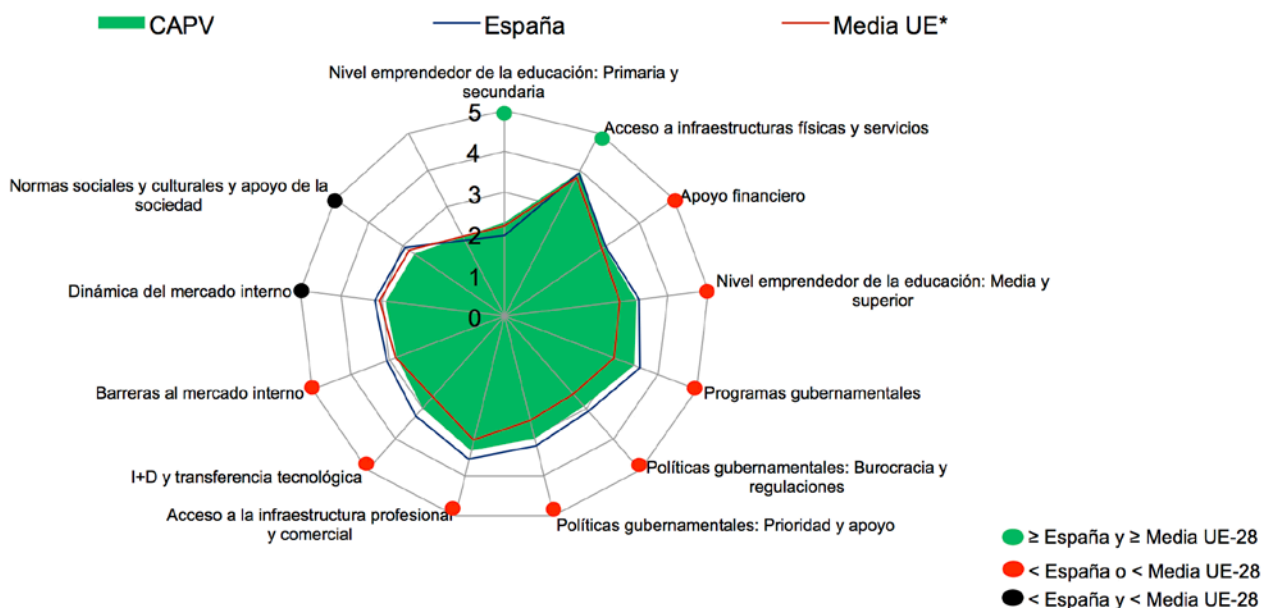 CAPV
España
Media UE*
Nivel emprendedor de la educación: Primaria y
secundaria
5
4
3
2
1
0
Acceso a infraestructuras físicas y servicios
Apoyo financiero
Nivel emprendedor de la educación: Media y
superior
Programas gubernamentales
Políticas gubernamentales: Burocracia y
regulaciones
Políticas gubernamentales: Prioridad y apoyo
Acceso a la infraestructura profesional
y comercial
I+D y transferencia tecnológica
Barreras al mercado interno
Dinámica del mercado interno
Normas sociales y culturales y apoyo de la
sociedad
≥ España y ≥ Media UE-28
< España o < Media UE-28
< España y < Media UE-28